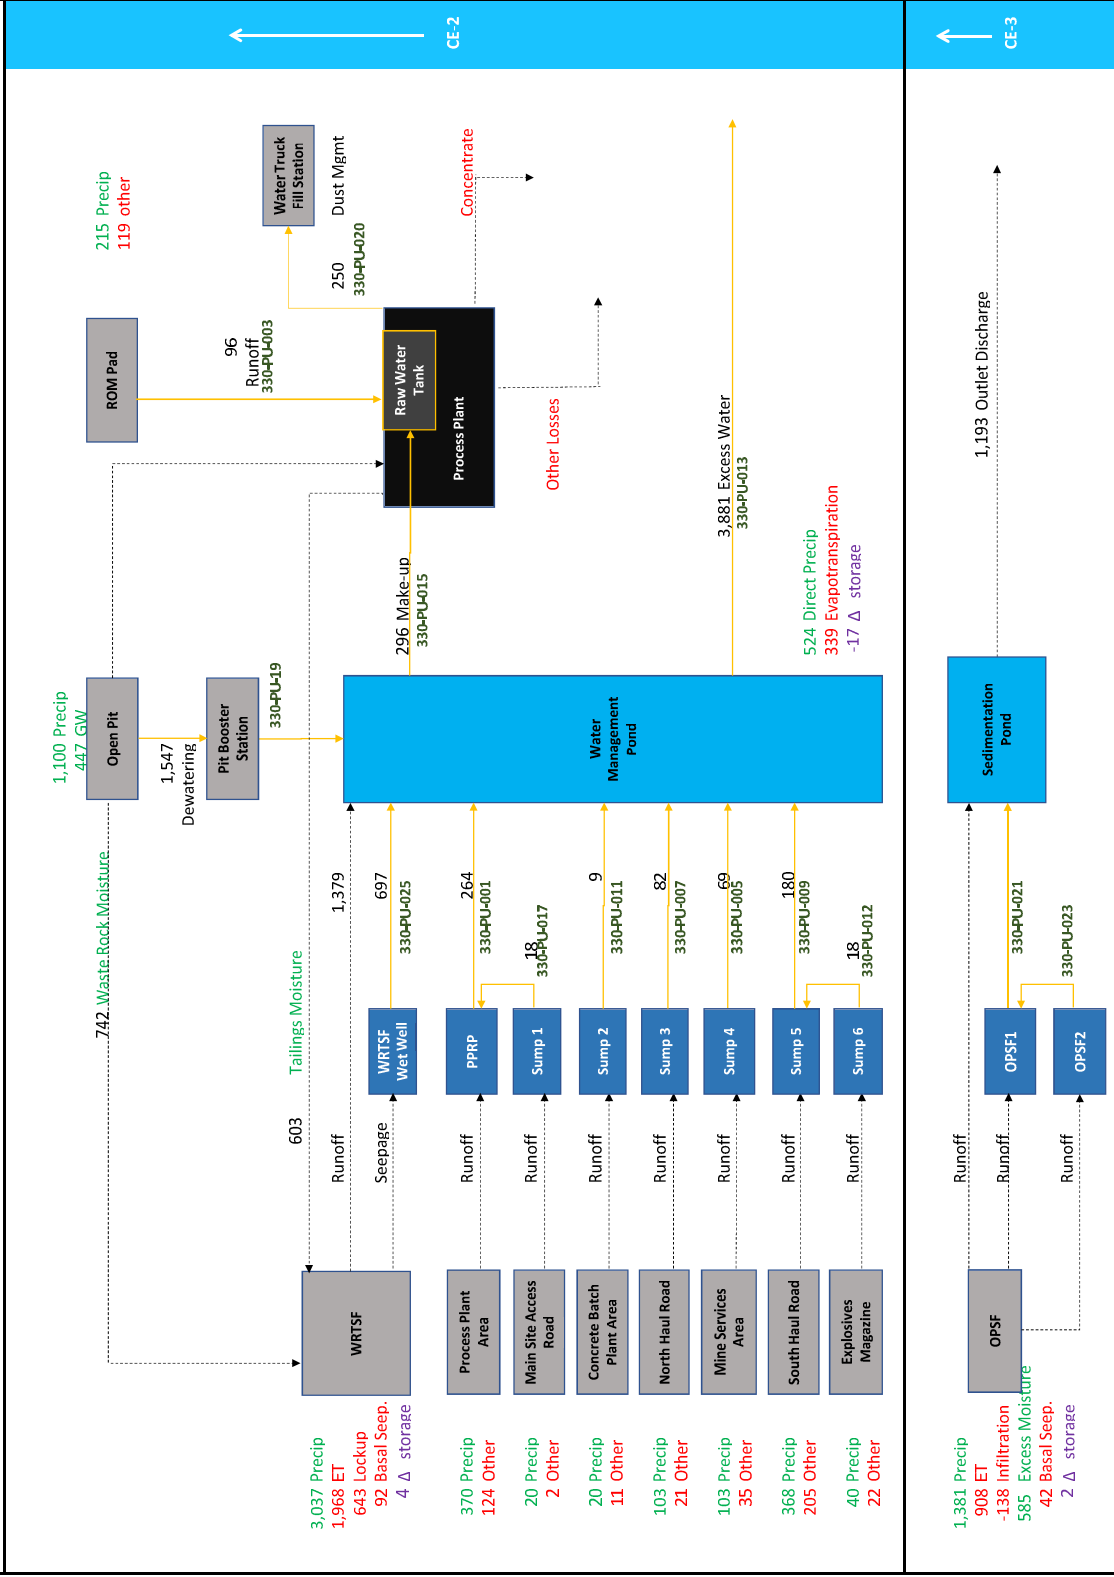 1,100 Precip
447 GW
Open Pit
742 Waste Rock Moisture
1,547
Dewatering
Pit Booster
Station
330-PU-19
ROM Pad
96
Runoff
330-PU-003
215 Precip
119 other
Water Truck
Fill Station
Dust Mgmt
250
330-PU-020
Raw Water
Tank
Process Plant
Concentrate
Other Losses
603
Tailings Moisture
3,037 Precip
1,968 ET
643 Lockup
92 Basal Seep.
4 Δ storage
WRTSF
Runoff
1,379
Seepage
WRTSF
Wet Well
697
330-PU-025
296 Make-up
330-PU-015
Water
Management
Pond
370 Precip
124 Other
Process Plant
Area
Runoff
PPRP
264
330-PU-001
20 Precip
2 Other
Main Site Access
Road
Runoff
Sump 1
18
330-PU-017
20 Precip
11 Other
Concrete Batch
Plant Area
Runoff
Sump 2
9
330-PU-011
103 Precip
21 Other
North Haul Road
Runoff
Sump 3
82
330-PU-007
103 Precip
35 Other
Mine Services
Area
Runoff
Sump 4
69
330-PU-005
3,881 Excess Water
330-PU-013
368 Precip
205 Other
South Haul Road
Runoff
Sump 5
180
330-PU-009
40 Precip
22 Other
Explosives
Magazine
Runoff
Sump 6
18
330-PU-012
524 Direct Precip
339 Evapotranspiration
-17 Δ storage
CE-2
1,381 Precip
908 ET
-138 Infiltration
585 Excess Moisture
42 Basal Seep.
2 Δ storage
OPSF
Runoff
Runoff
Runoff
OPSF1
330-PU-021
OPSF2
330-PU-023
Sedimentation
Pond
1,193 Outlet Discharge
CE-3